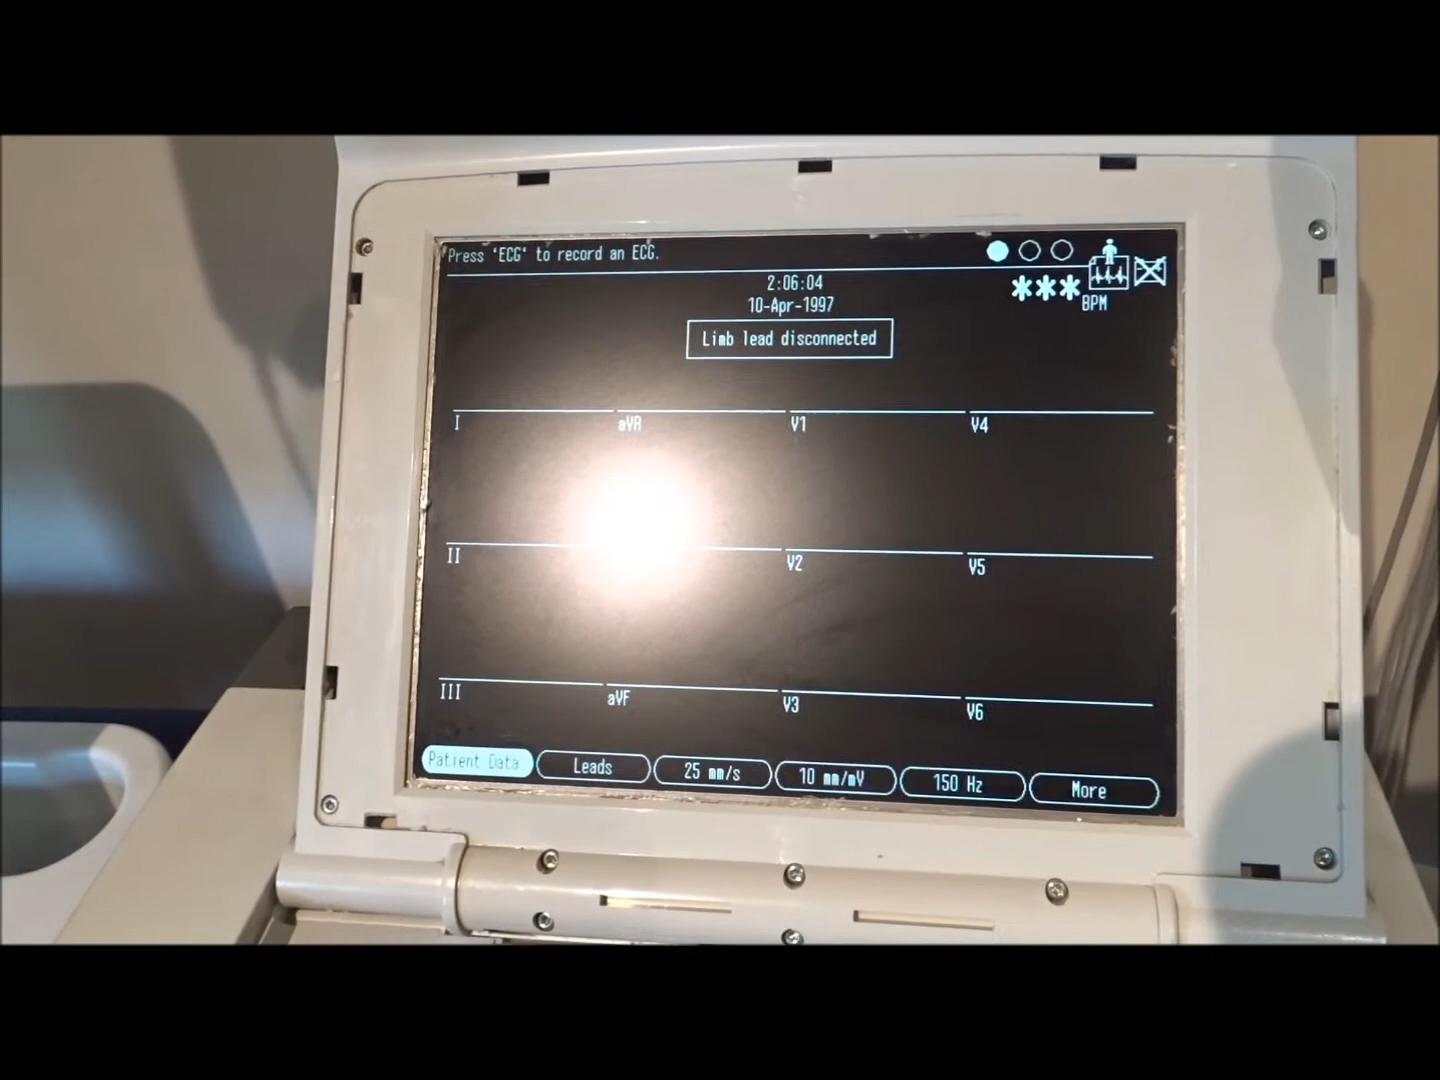 Press 'ECG' to record an ECG.
2:06:04
10-Apr-1997
*** BPM
Limb lead disconnected
I aVR V1 V4
II V2 V5
III aVF V3 V6
Patient Data Leads 25 mm/s 10 mm/mV 150 Hz More